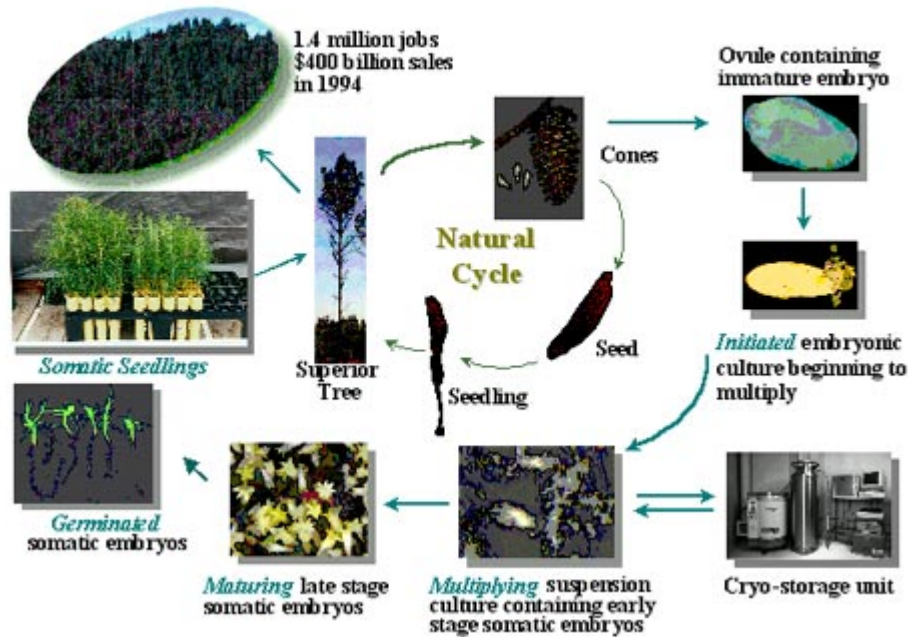 1.4 million jobs
$400 billion sales
in 1994
Ovule containing
immature embryo
Cones
Natural
Cycle
Seed
Seedling
Superior
Tree
Somatic Seedlings
Initiated embryonic
culture beginning to
multiply
Germinated
somatic embryos
Maturing late stage
somatic embryos
Multiplying suspension
culture containing early
stage somatic embryos
Cryo-storage unit